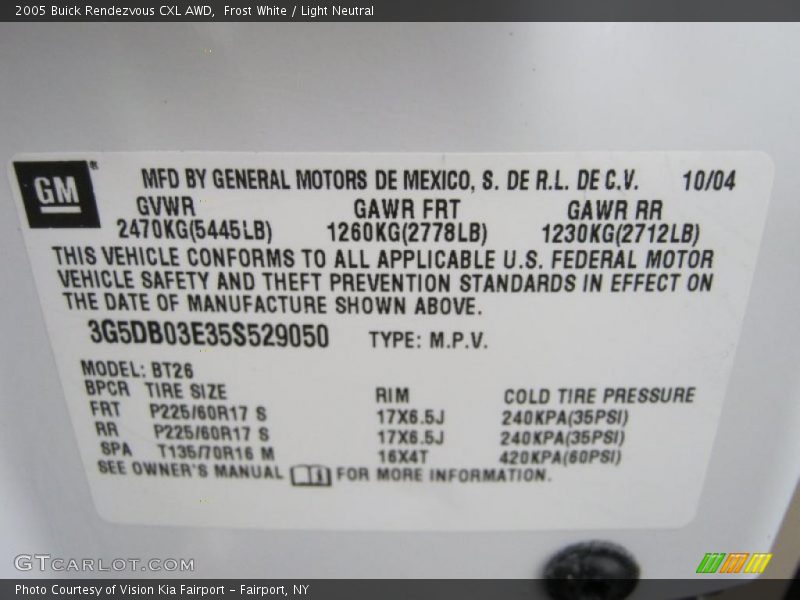 2005 Buick Rendezvous CXL AWD,  Frost White / Light Neutral
GM®
MFD BY GENERAL MOTORS DE MEXICO, S. DE R.L. DE C.V. 10/04
GVWR GAWR FRT GAWR RR
2470KG(5445LB) 1260KG(2778LB) 1230KG(2712LB)
THIS VEHICLE CONFORMS TO ALL APPLICABLE U.S. FEDERAL MOTOR
VEHICLE SAFETY AND THEFT PREVENTION STANDARDS IN EFFECT ON
THE DATE OF MANUFACTURE SHOWN ABOVE.
3G5DB03E35S529050 TYPE: M.P.V.
MODEL: BT26
BPCR TIRE SIZE RIM COLD TIRE PRESSURE
FRT P225/60R17 S 17X6.5J 240KPA(35PSI)
RR P225/60R17 S 17X6.5J 240KPA(35PSI)
SPA T135/70R16 M 16X4T 420KPA(60PSI)
SEE OWNER'S MANUAL FOR MORE INFORMATION.
GTCARLOT.COM
Photo Courtesy of Vision Kia Fairport – Fairport, NY